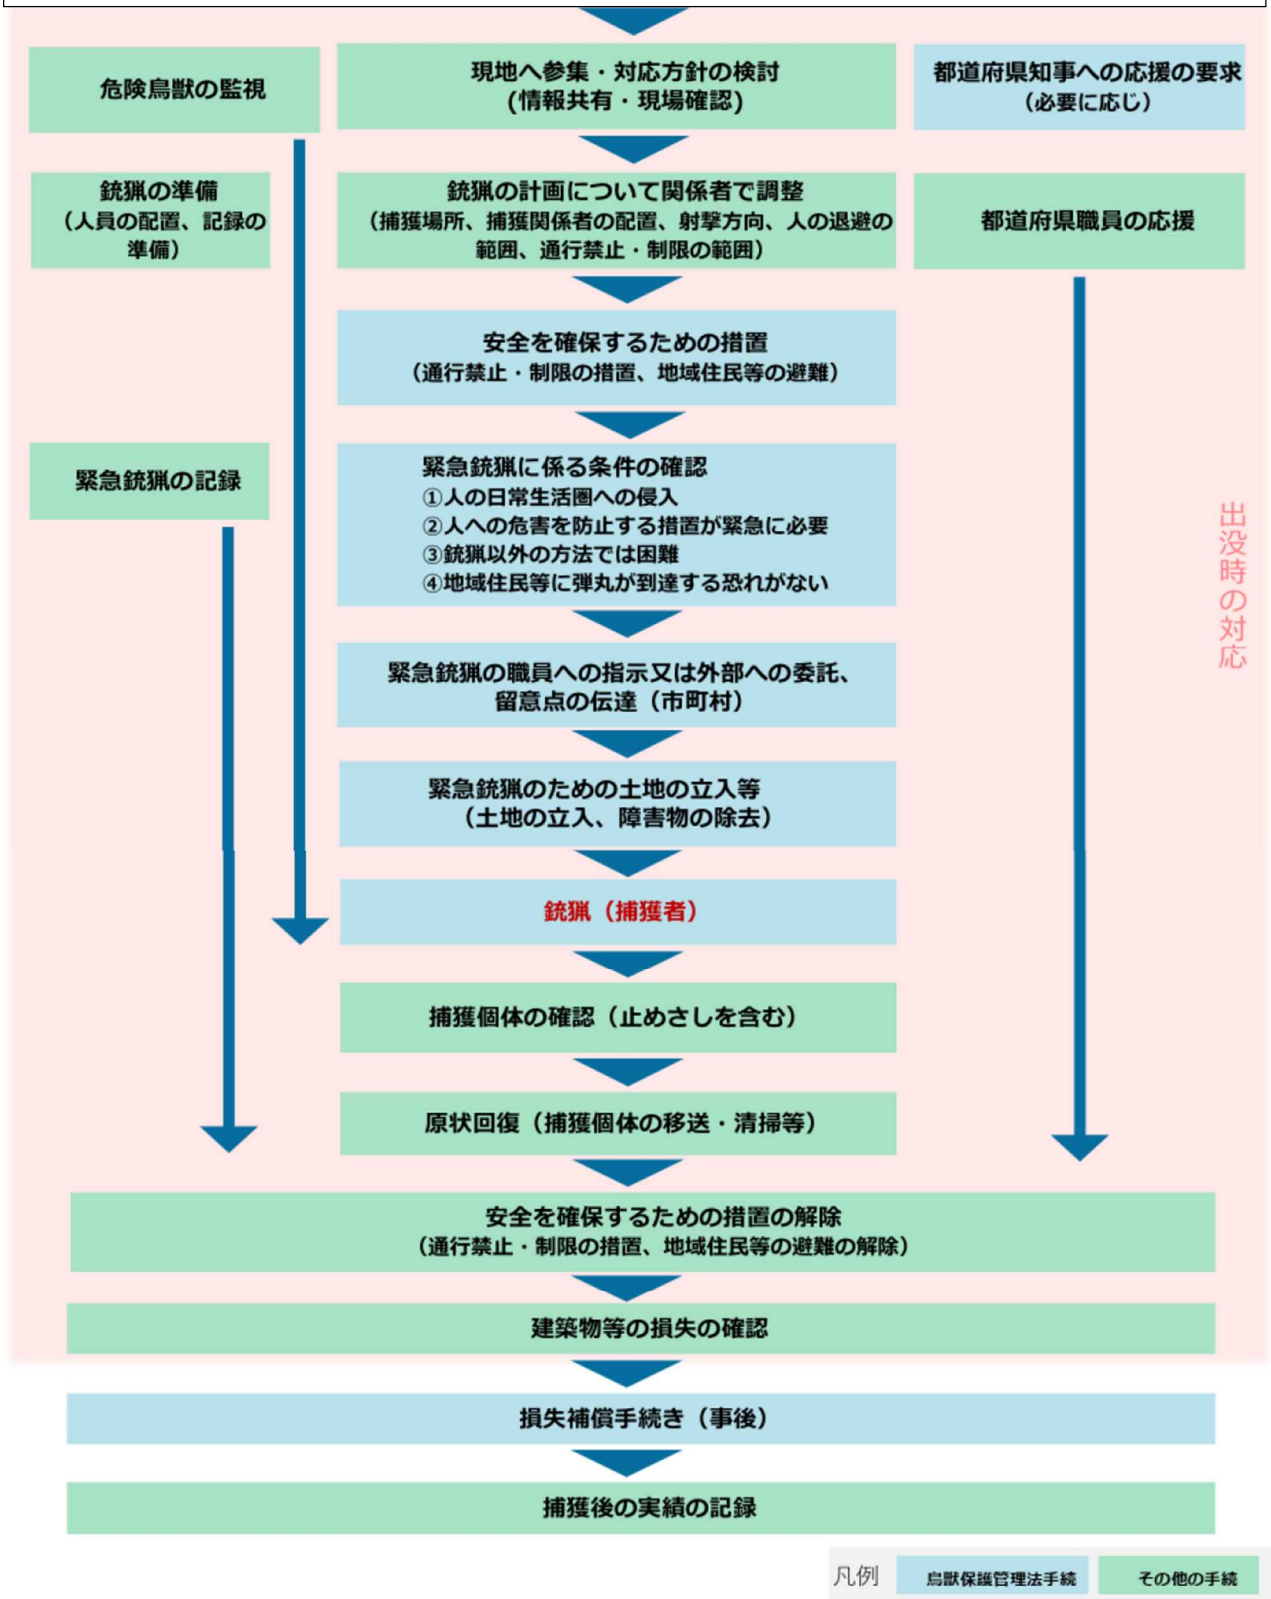 危険鳥獣の監視
現地へ参集・対応方針の検討
(情報共有・現場確認)
都道府県知事への応援の要求
(必要に応じ)
銃猟の準備
（人員の配置、記録の
準備）
銃猟の計画について関係者で調整
（捕獲場所、捕獲関係者の配置、射撃方向、人の退避の
範囲、通行禁止・制限の範囲）
都道府県職員の応援
安全を確保するための措置
（通行禁止・制限の措置、地域住民等の避難）
緊急銃猟の記録
緊急銃猟に係る条件の確認
①人の日常生活圏への侵入
②人への危害を防止する措置が緊急に必要
③銃猟以外の方法では困難
④地域住民等に弾丸が到達する恐れがない
出没時の対応
緊急銃猟の職員への指示又は外部への委託、
留意点の伝達（市町村）
緊急銃猟のための土地の立入等
（土地の立入、障害物の除去）
銃猟（捕獲者）
捕獲個体の確認（止めさしを含む）
原状回復（捕獲個体の移送・清掃等）
安全を確保するための措置の解除
（通行禁止・制限の措置、地域住民等の避難の解除）
建築物等の損失の確認
損失補償手続き（事後）
捕獲後の実績の記録
凡例
鳥獣保護管理法手続
その他の手続